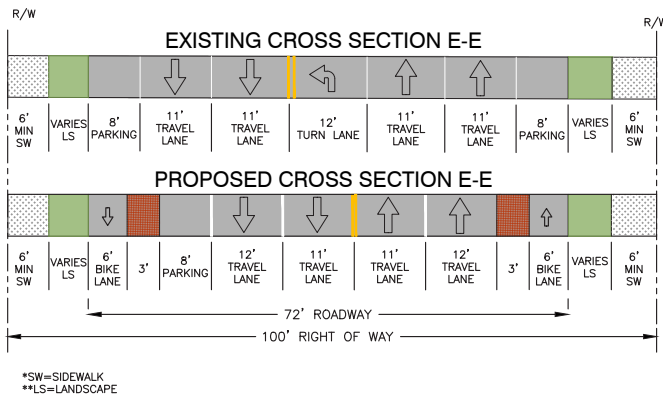 R/W
R/W
EXISTING CROSS SECTION E-E
6' MIN SW
VARIES LS
8' PARKING
11' TRAVEL LANE
11' TRAVEL LANE
12' TURN LANE
11' TRAVEL LANE
11' TRAVEL LANE
8' PARKING
VARIES LS
6' MIN SW
PROPOSED CROSS SECTION E-E
6' MIN SW
VARIES LS
6' BIKE LANE
3'
8' PARKING
12' TRAVEL LANE
11' TRAVEL LANE
11' TRAVEL LANE
12' TRAVEL LANE
3'
6' BIKE LANE
VARIES LS
6' MIN SW
72' ROADWAY
100' RIGHT OF WAY
*SW=SIDEWALK
**LS=LANDSCAPE